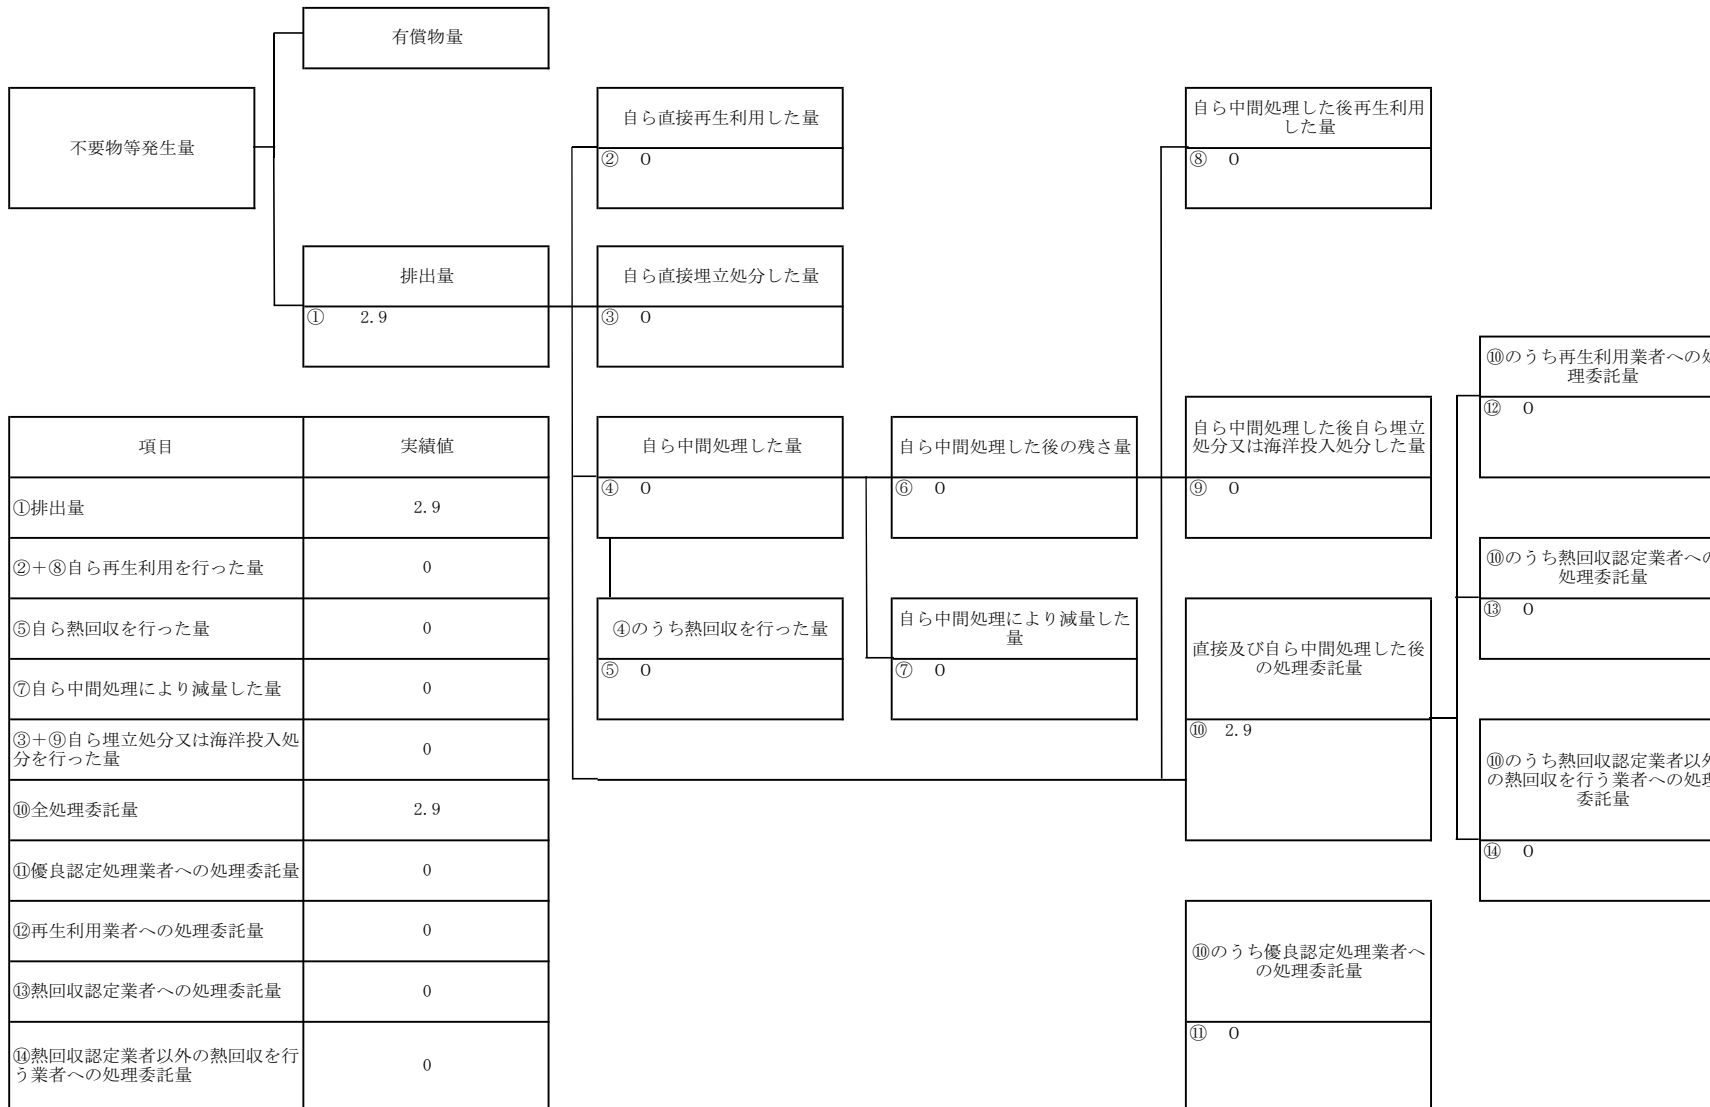 有償物量
不要物等発生量
自ら直接再生利用した量
② 0
自ら中間処理した後再生利用
した量
⑧ 0
排出量
① 2.9
自ら直接埋立処分した量
③ 0
⑩のうち再生利用業者への処
理委託量
⑫ 0
自ら中間処理した量
④ 0
自ら中間処理した後の残さ量
⑥ 0
自ら中間処理した後自ら埋立
処分又は海洋投入処分した量
⑨ 0
⑩のうち熱回収認定業者への
処理委託量
⑬ 0
④のうち熱回収を行った量
⑤ 0
自ら中間処理により減量した
量
⑦ 0
直接及び自ら中間処理した後
の処理委託量
⑩ 2.9
⑩のうち熱回収認定業者以外
の熱回収を行う業者への処理
委託量
⑭ 0
⑩のうち優良認定処理業者へ
の処理委託量
⑪ 0
項目 実績値
①排出量 2.9
②+⑧自ら再生利用を行った量 0
⑤自ら熱回収を行った量 0
⑦自ら中間処理により減量した量 0
③+⑨自ら埋立処分又は海洋投入処
分を行った量 0
⑩全処理委託量 2.9
⑪優良認定処理業者への処理委託量 0
⑫再生利用業者への処理委託量 0
⑬熱回収認定業者への処理委託量 0
⑭熱回収認定業者以外の熱回収を行
う業者への処理委託量 0